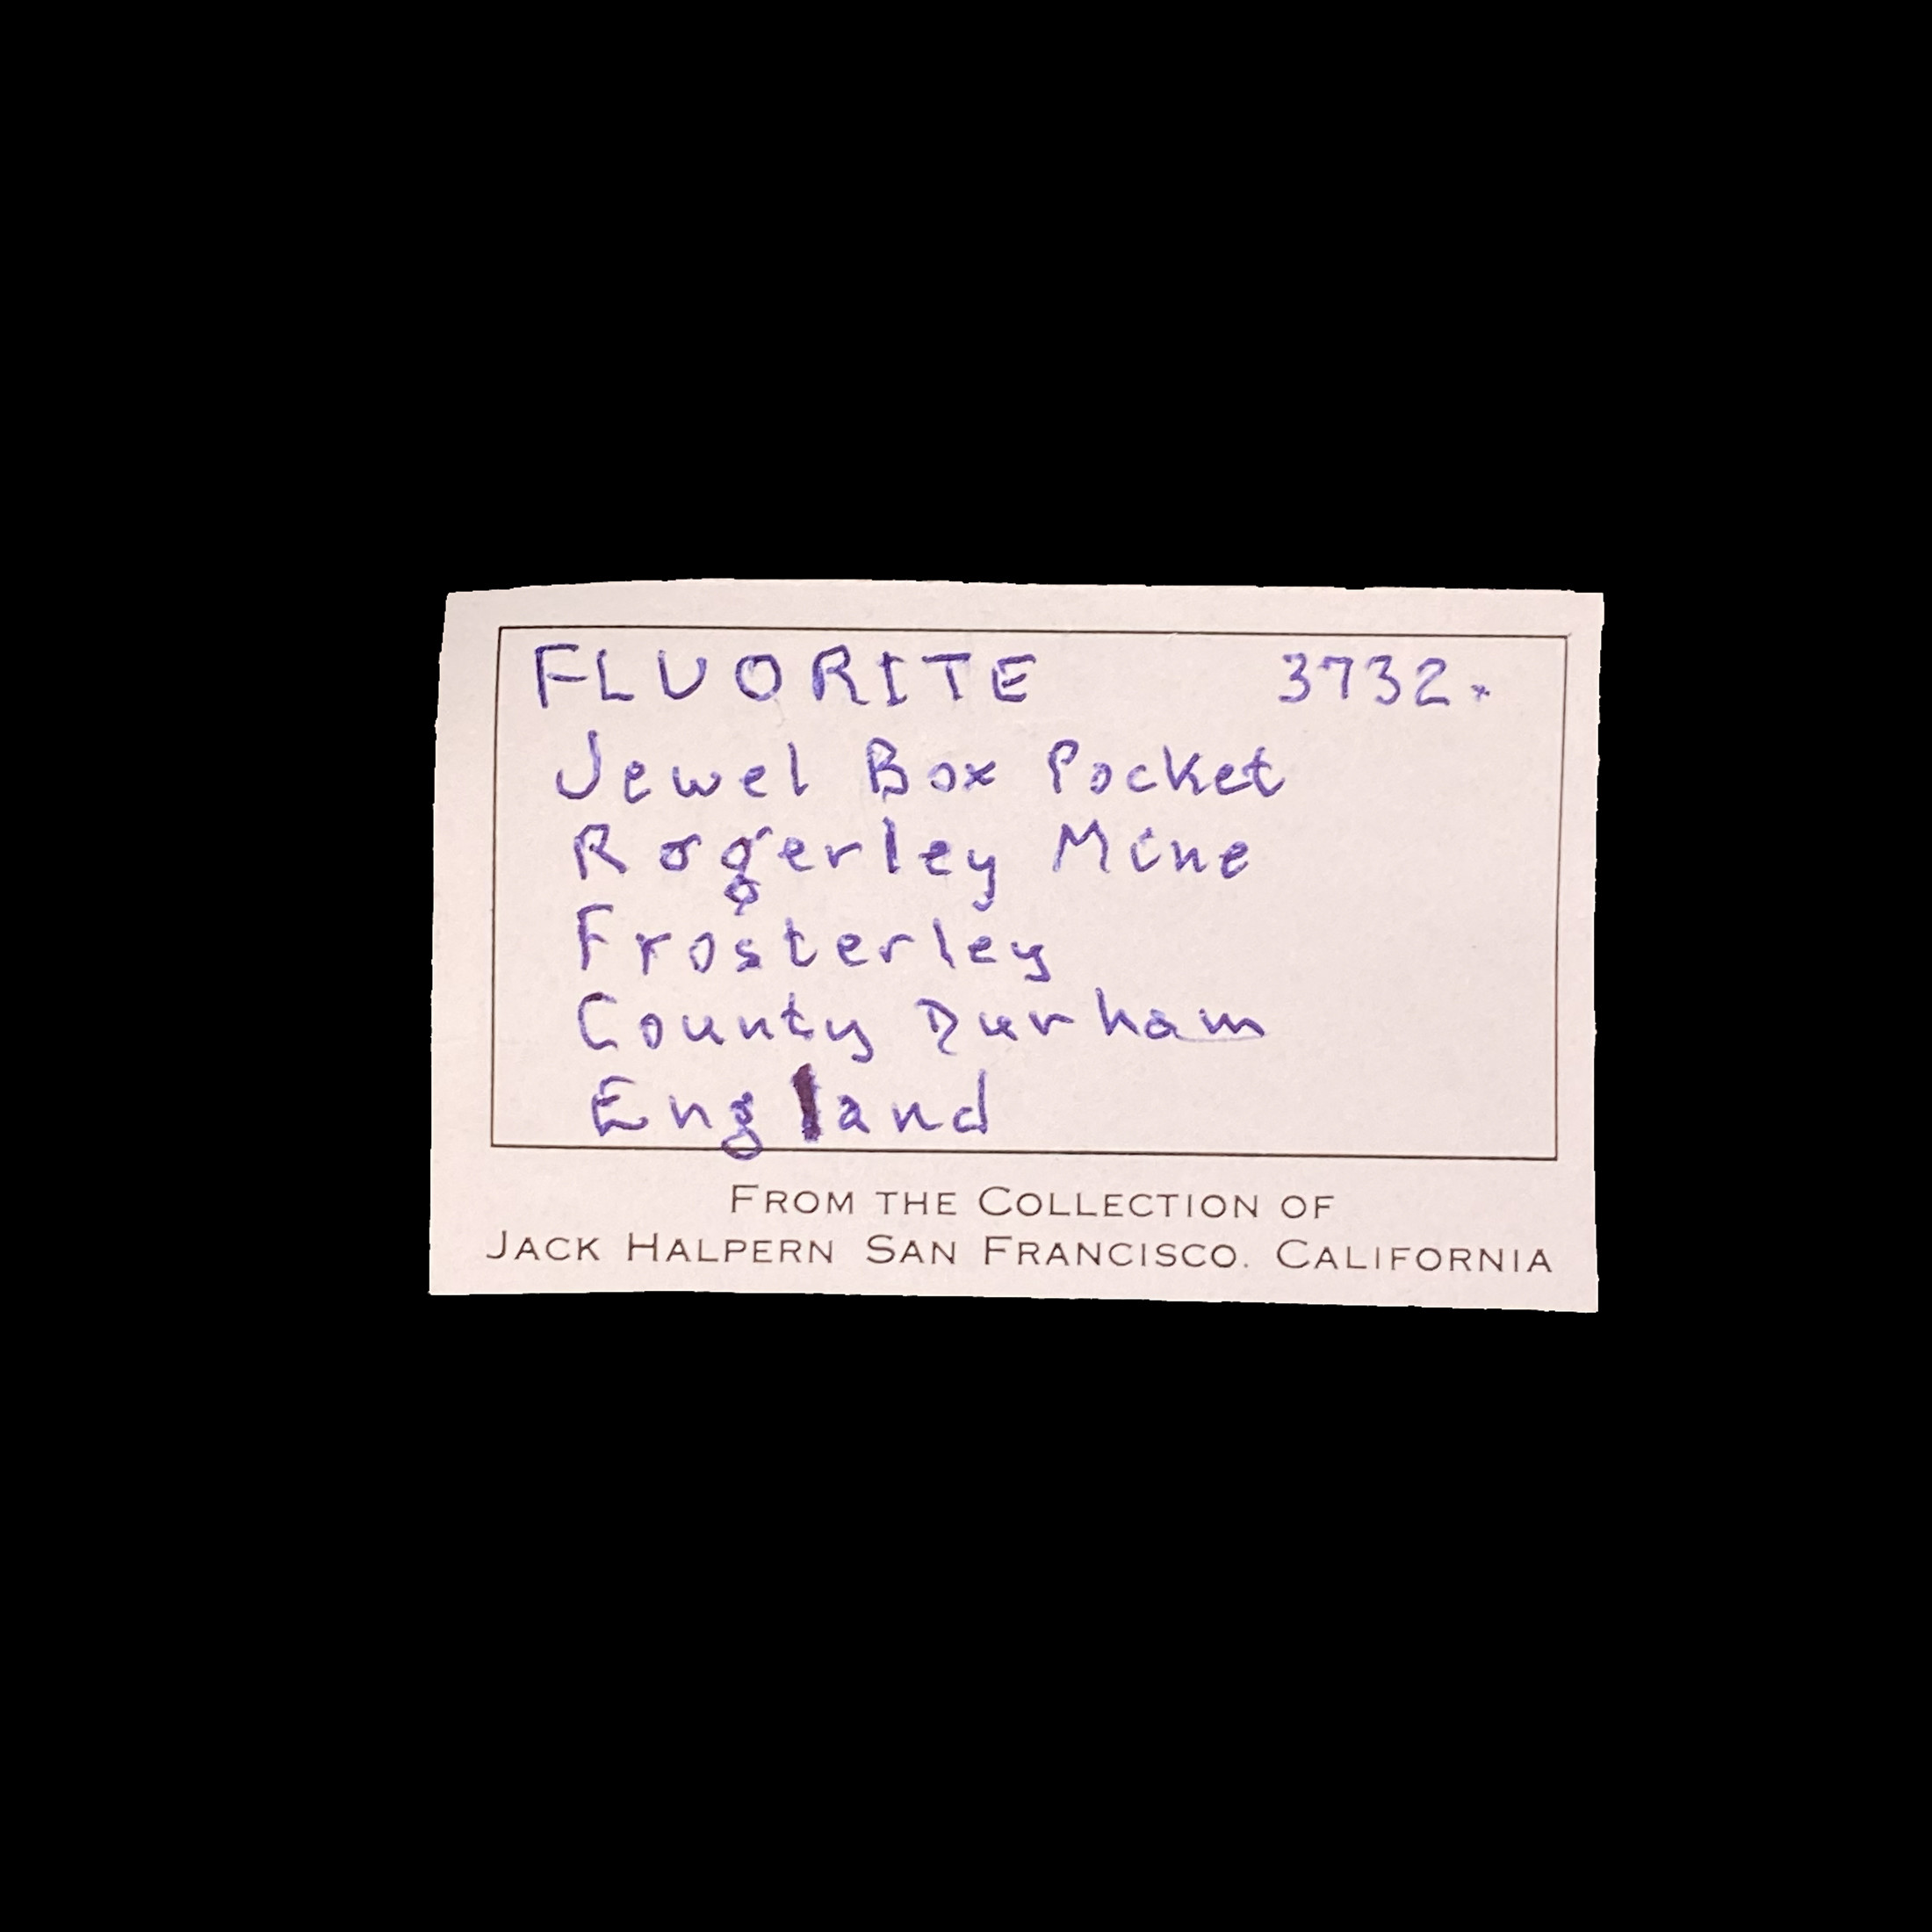 FLUORITE 3732.
Jewel Box Pocket
Rogerley Mine
Frosterley
County Durham
England
FROM THE COLLECTION OF
JACK HALPERN SAN FRANCISCO. CALIFORNIA